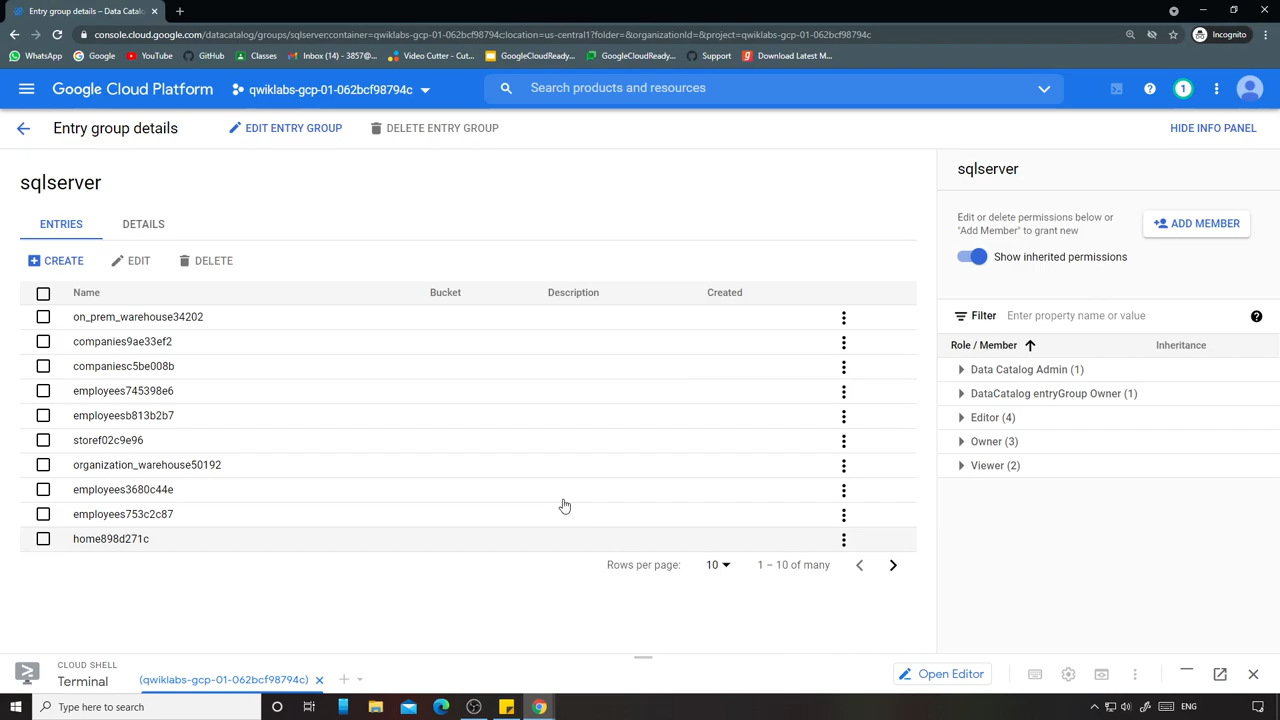 Entry group details – Data Catalo
console.cloud.google.com/datacatalog/groups/sqlserver;container=qwiklabs-gcp-01-062bcf98794c;location=us-central1?folder=&organizationId=&project=qwiklabs-gcp-01-062bcf98794c
Incognito
WhatsApp Google YouTube GitHub Classes Inbox (14) - 3857@... Video Cutter - Cut... GoogleCloudReady... GoogleCloudReady... Support Download Latest M...
Google Cloud Platform qwiklabs-gcp-01-062bcf98794c Search products and resources 1
Entry group details EDIT ENTRY GROUP DELETE ENTRY GROUP HIDE INFO PANEL
sqlserver
ENTRIES DETAILS
CREATE EDIT DELETE
Name Bucket Description Created
on_prem_warehouse34202
companies9ae33ef2
companiesc5be008b
employees745398e6
employeesb813b2b7
storef02c9e96
organization_warehouse50192
employees3680c44e
employees753c2c87
home898d271c
Rows per page: 10 1 – 10 of many
sqlserver
Edit or delete permissions below or
"Add Member" to grant new
ADD MEMBER
Show inherited permissions
Filter Enter property name or value
Role / Member Inheritance
Data Catalog Admin (1)
DataCatalog entryGroup Owner (1)
Editor (4)
Owner (3)
Viewer (2)
CLOUD SHELL
Terminal (qwiklabs-gcp-01-062bcf98794c) Open Editor
Type here to search ENG